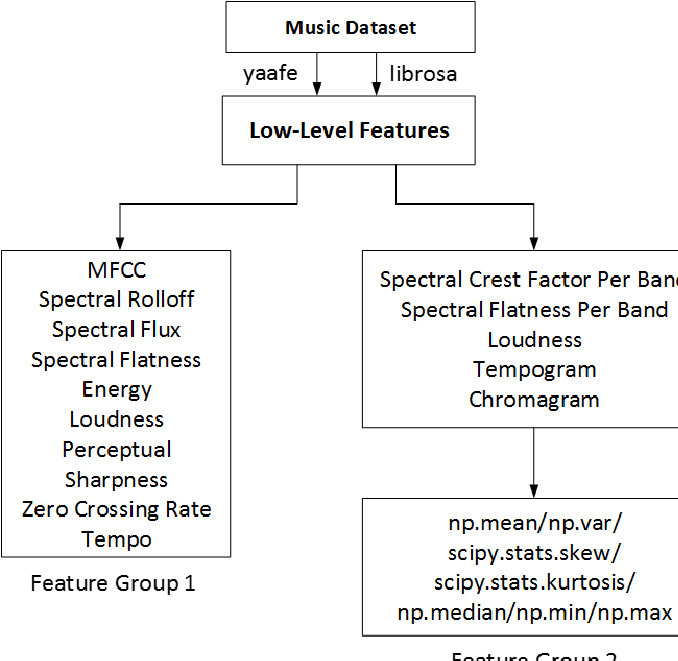 Music Dataset
yaafe librosa
Low-Level Features
MFCC
Spectral Rolloff
Spectral Flux
Spectral Flatness
Energy
Loudness
Perceptual
Sharpness
Zero Crossing Rate
Tempo
Feature Group 1
Spectral Crest Factor Per Band
Spectral Flatness Per Band
Loudness
Tempogram
Chromagram
np.mean/np.var/
scipy.stats.skew/
scipy.stats.kurtosis/
np.median/np.min/np.max
Feature Group 2